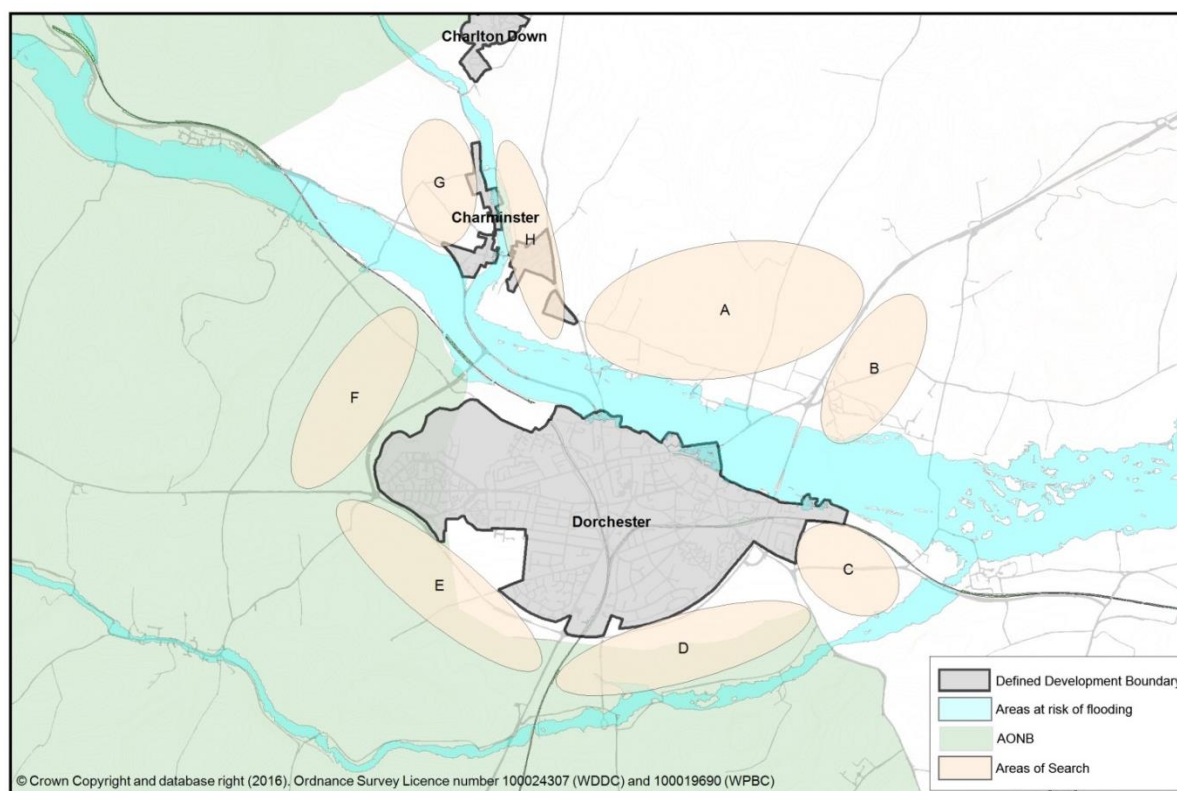 Charlton Down
G
Charminster
H
A
B
F
Dorchester
C
E
D
Defined Development Boundary
Areas at risk of flooding
AONB
Areas of Search
© Crown Copyright and database right (2016). Ordnance Survey Licence number 100024307 (WDDC) and 100019690 (WPBC)